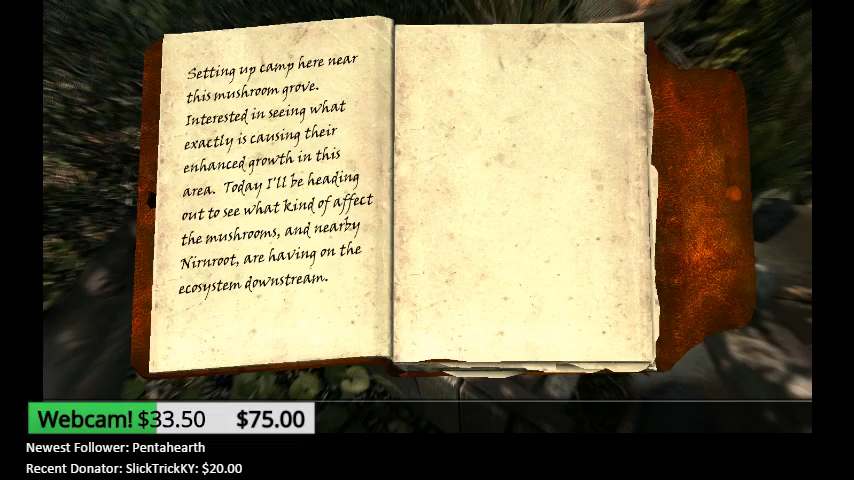 Setting up camp here near
this mushroom grove.
Interested in seeing what
exactly is causing their
enhanced growth in this
area. Today I'll be heading
out to see what kind of affect
the mushrooms, and nearby
Nirnroot, are having on the
ecosystem downstream.
Webcam! $33.50 $75.00
Newest Follower: Pentahearth
Recent Donator: SlickTrickKY: $20.00